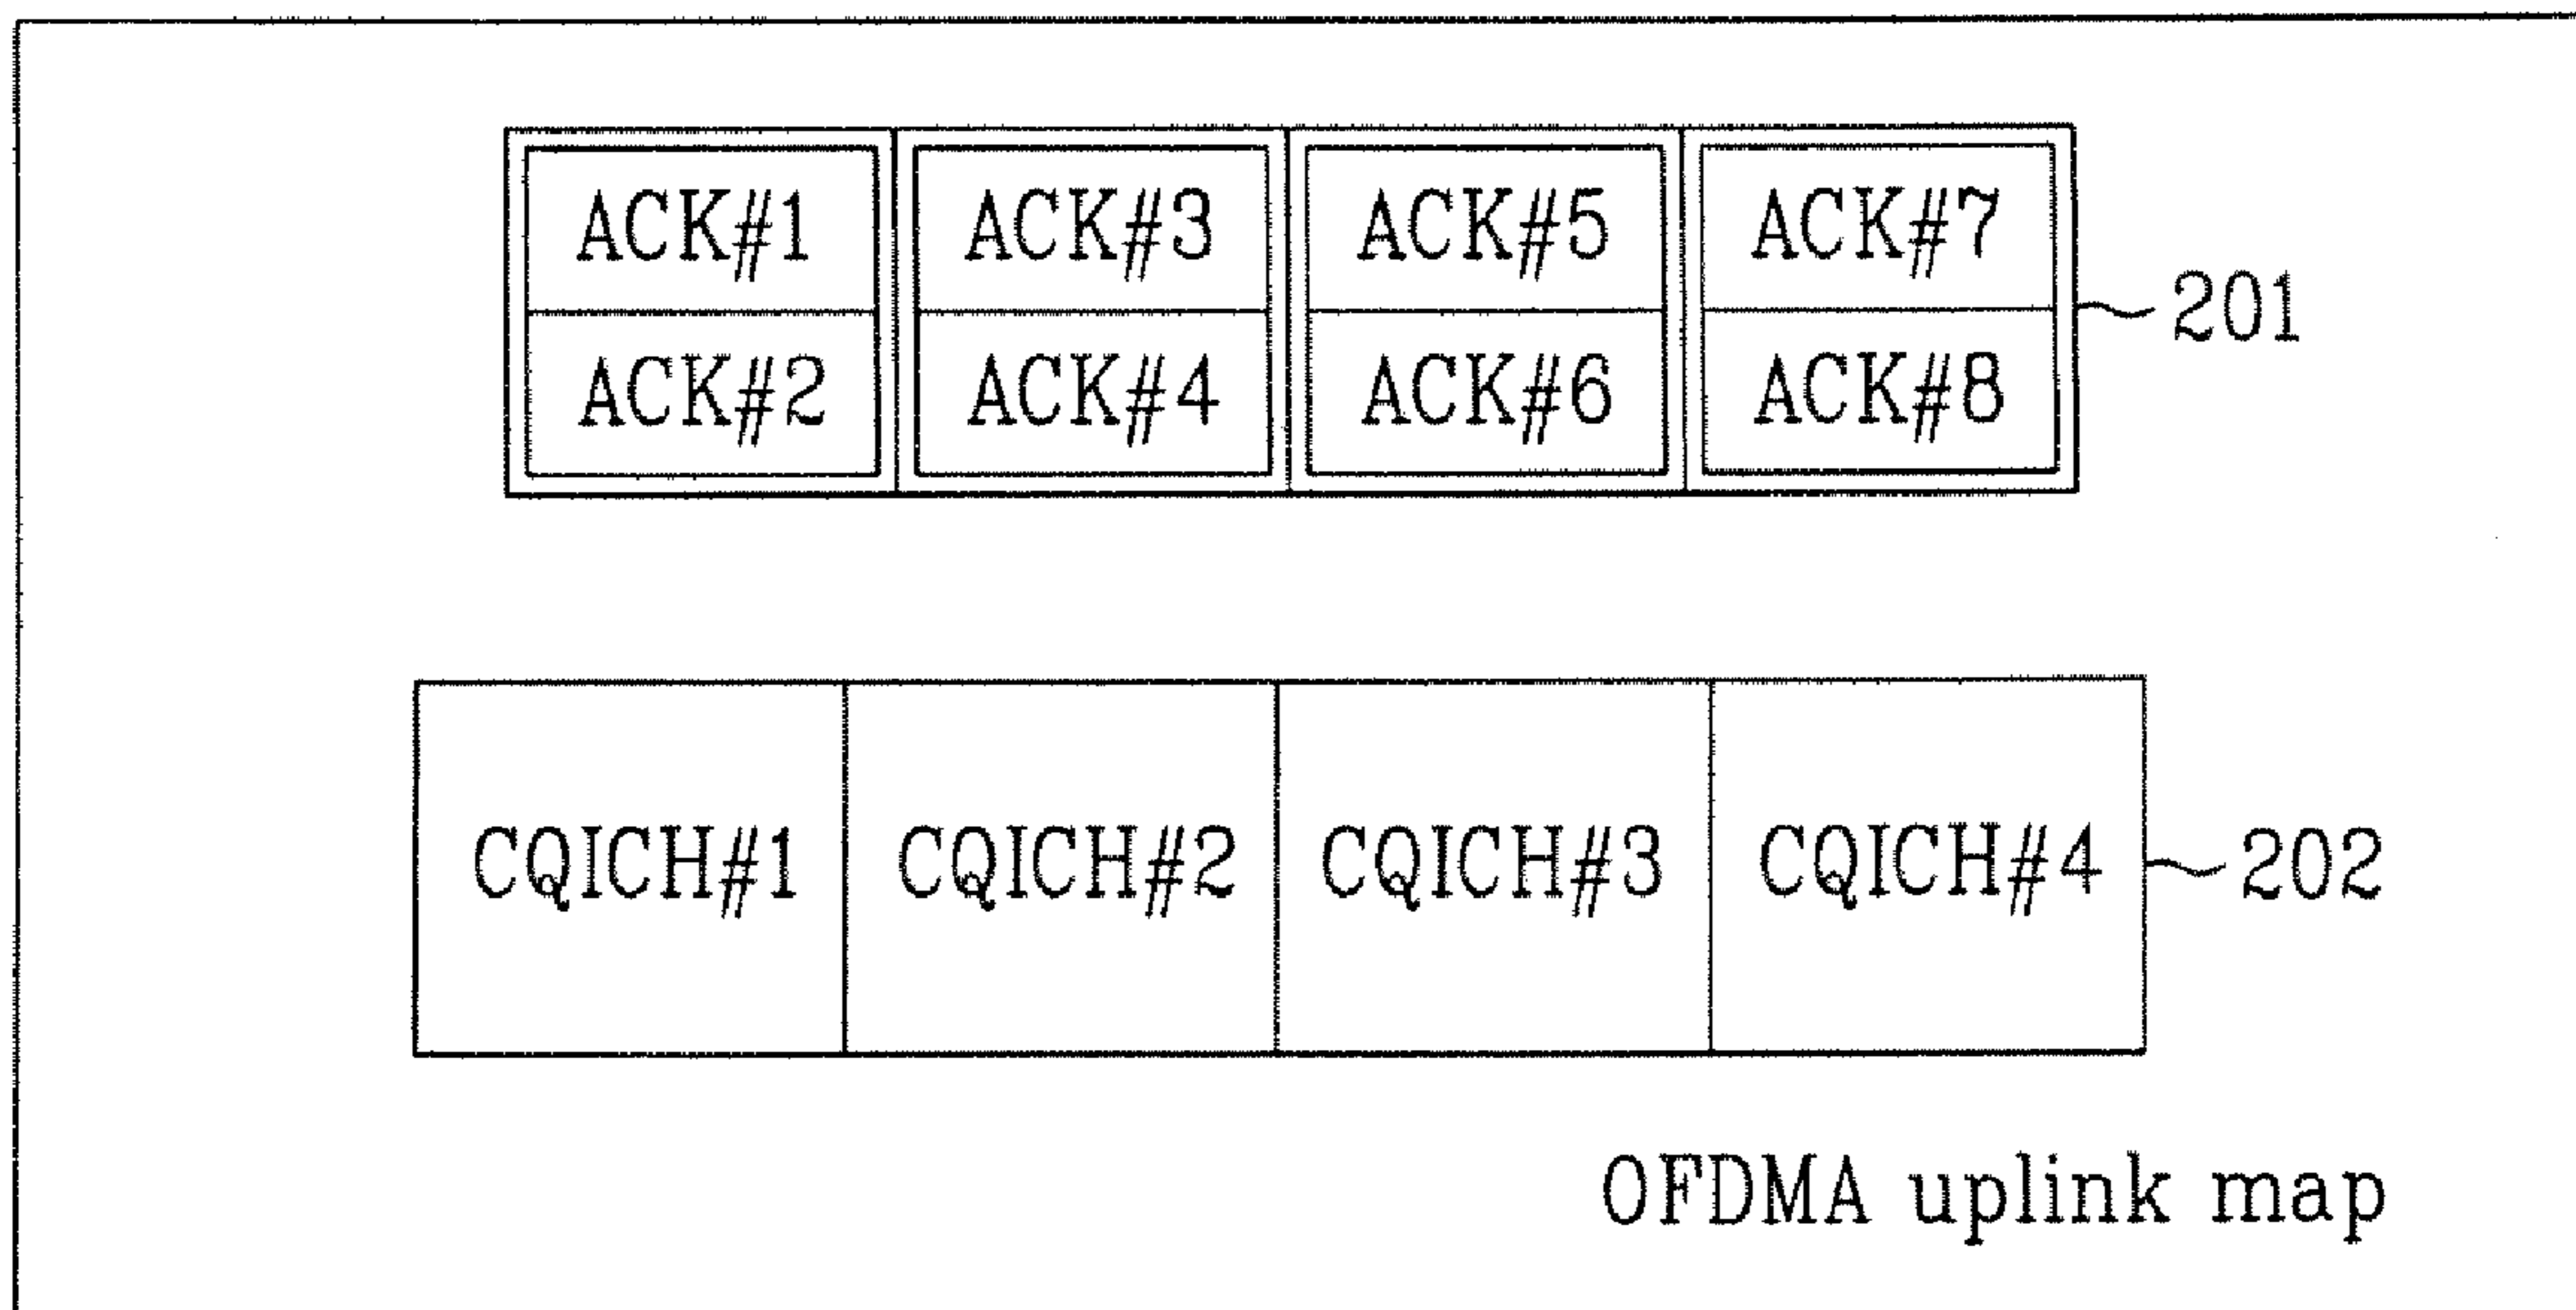 ACK#1 ACK#3 ACK#5 ACK#7
201
ACK#2 ACK#4 ACK#6 ACK#8
CQICH#1 CQICH#2 CQICH#3 CQICH#4 202
OFDMA uplink map